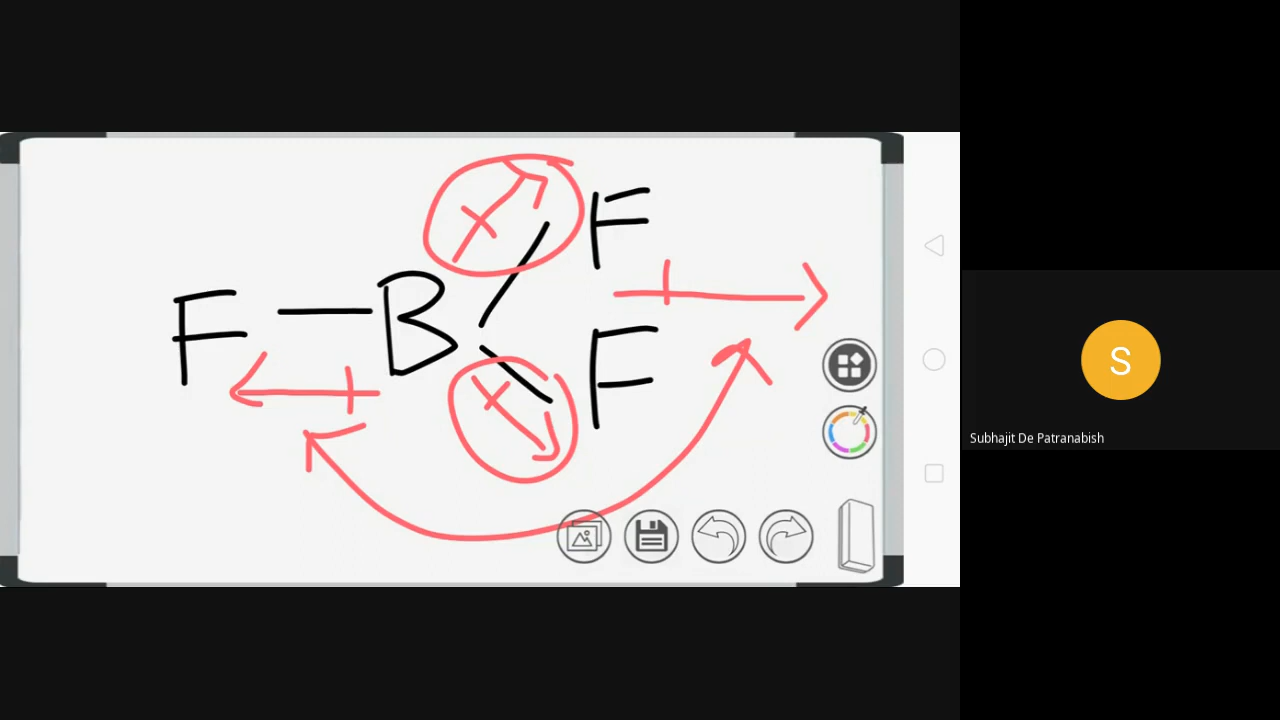 F
F — B
F
S
Subhajit De Patranabish